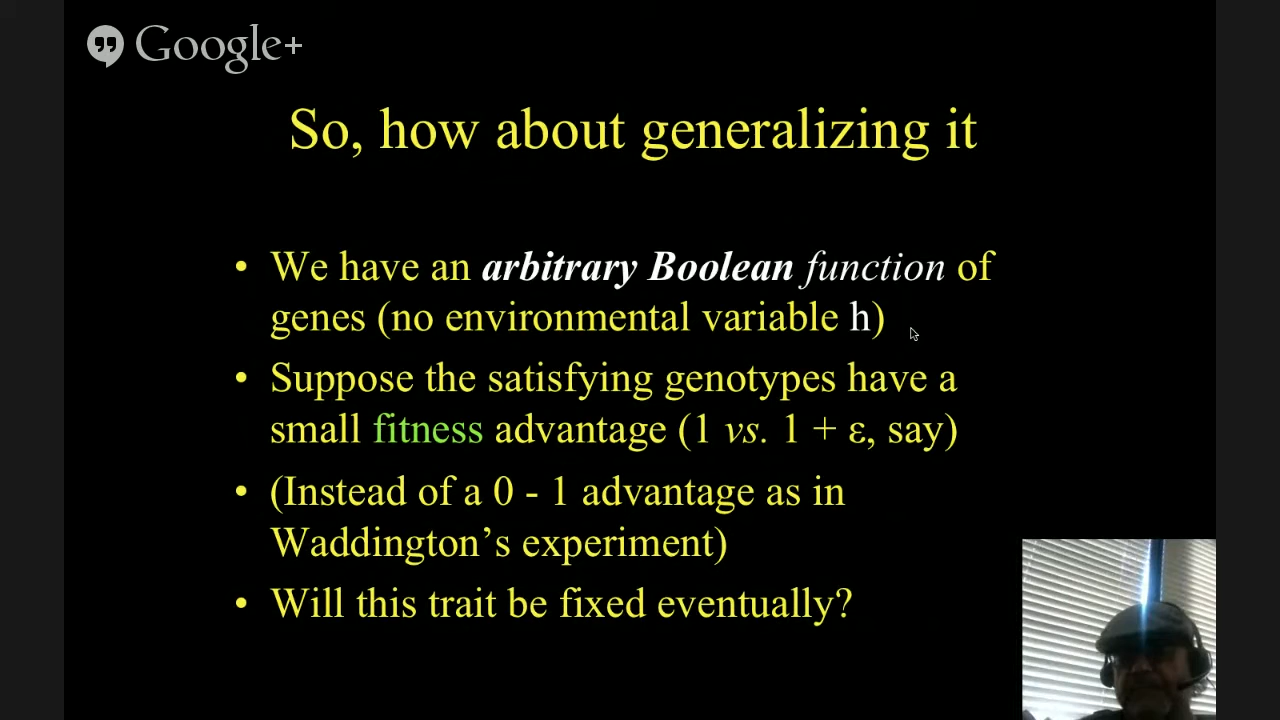 Google+
So, how about generalizing it
• We have an arbitrary Boolean function of
genes (no environmental variable h)
• Suppose the satisfying genotypes have a
small fitness advantage (1 vs. 1 + ε, say)
• (Instead of a 0 - 1 advantage as in
Waddington’s experiment)
• Will this trait be fixed eventually?